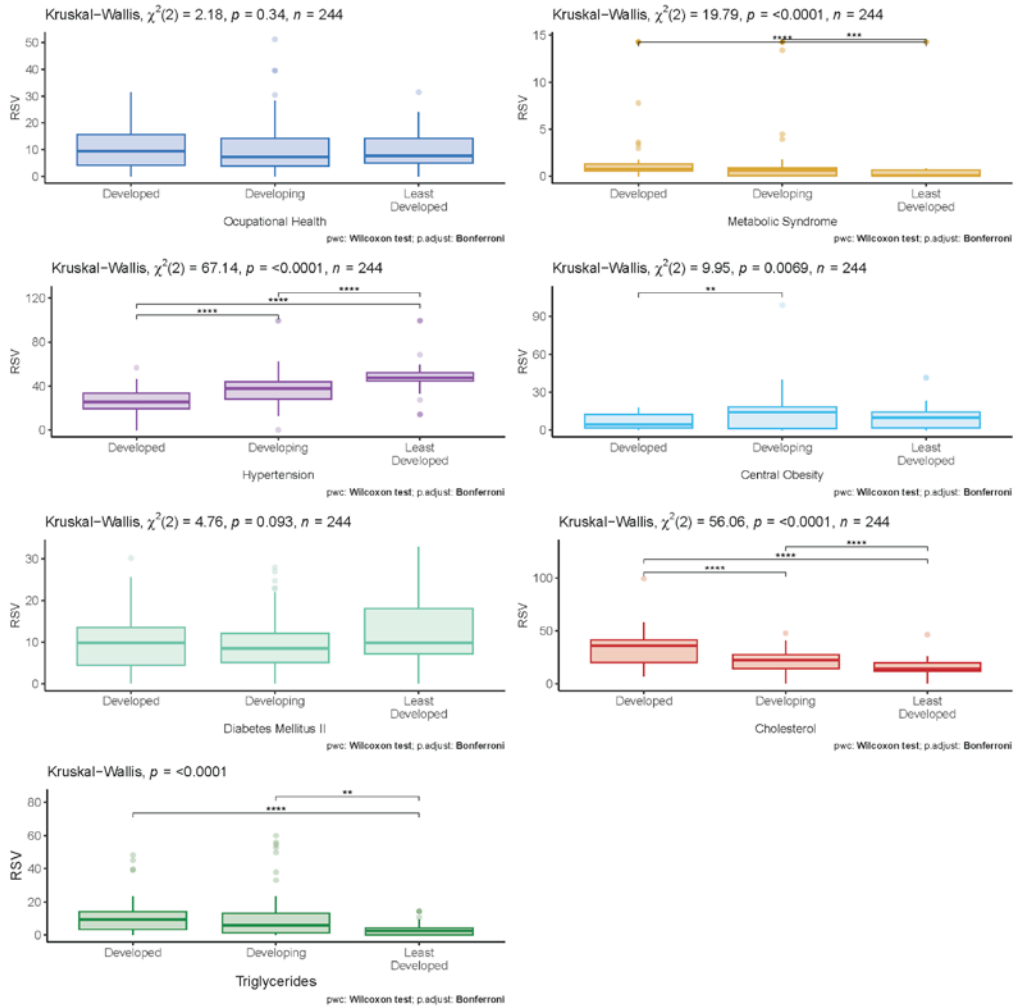 Kruskal−Wallis, χ²(2) = 2.18, p = 0.34, n = 244
50
40
30
20
10
0
RSV
Developed
Developing
Least
Developed
Ocupational Health
pwc: Wilcoxon test; p.adjust: Bonferroni
Kruskal−Wallis, χ²(2) = 19.79, p = <0.0001, n = 244
****
***
15
10
5
0
RSV
Developed
Developing
Least
Developed
Metabolic Syndrome
pwc: Wilcoxon test; p.adjust: Bonferroni
Kruskal−Wallis, χ²(2) = 67.14, p = <0.0001, n = 244
****
****
****
120
80
40
0
RSV
Developed
Developing
Least
Developed
Hypertension
pwc: Wilcoxon test; p.adjust: Bonferroni
Kruskal−Wallis, χ²(2) = 9.95, p = 0.0069, n = 244
**
90
60
30
0
RSV
Developed
Developing
Least
Developed
Central Obesity
pwc: Wilcoxon test; p.adjust: Bonferroni
Kruskal−Wallis, χ²(2) = 4.76, p = 0.093, n = 244
30
20
10
0
RSV
Developed
Developing
Least
Developed
Diabetes Mellitus II
pwc: Wilcoxon test; p.adjust: Bonferroni
Kruskal−Wallis, χ²(2) = 56.06, p = <0.0001, n = 244
****
****
****
100
50
0
RSV
Developed
Developing
Least
Developed
Cholesterol
pwc: Wilcoxon test; p.adjust: Bonferroni
Kruskal−Wallis, p = <0.0001
**
****
80
60
40
20
0
RSV
Developed
Developing
Least
Developed
Triglycerides
pwc: Wilcoxon test; p.adjust: Bonferroni